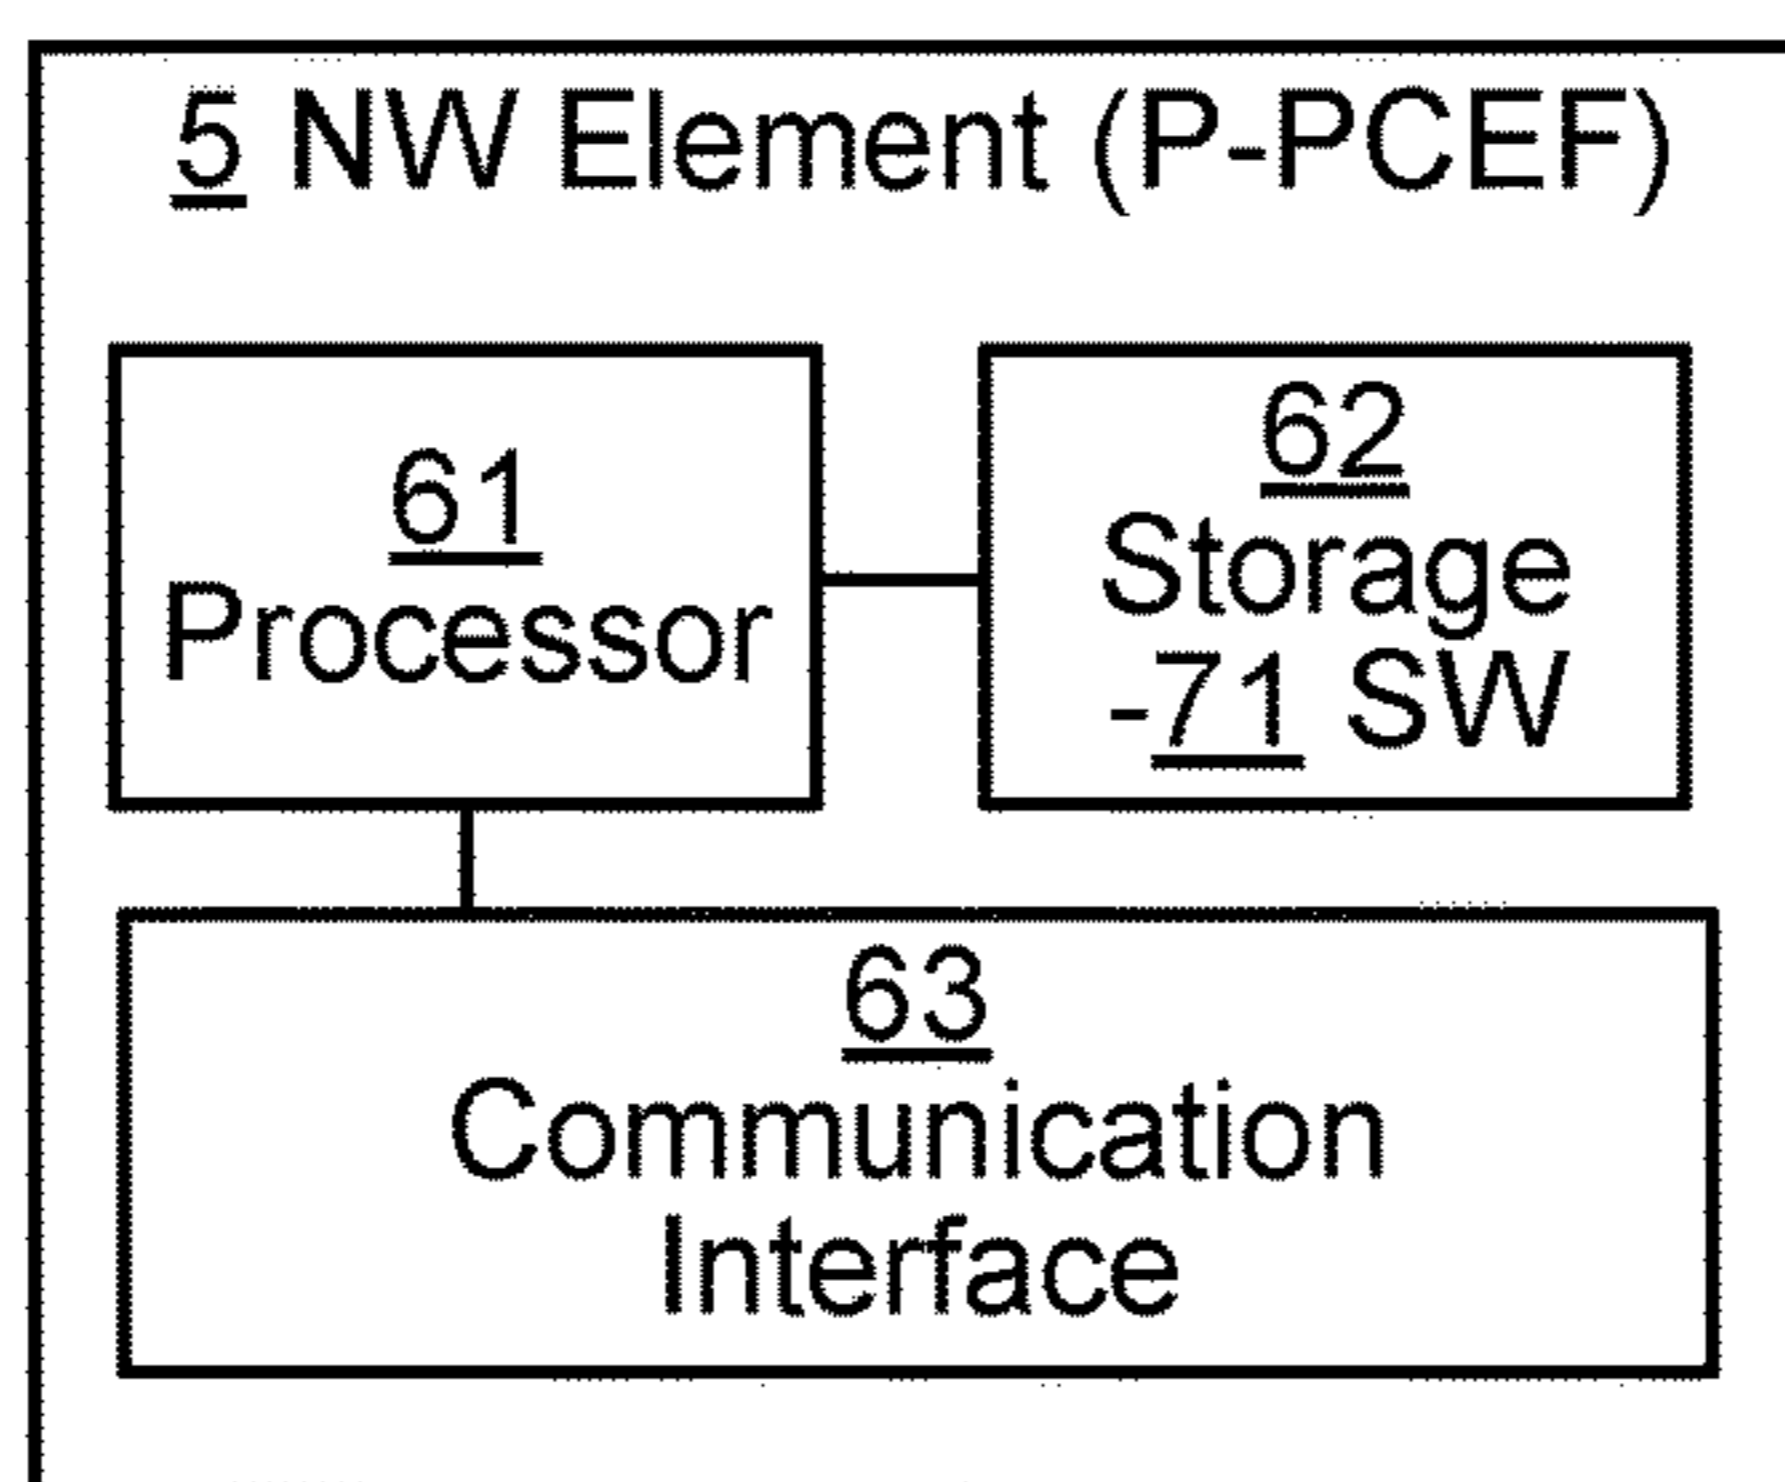 5 NW Element (P-PCEF)
61
Processor
62
Storage
-71 SW
63
Communication
Interface